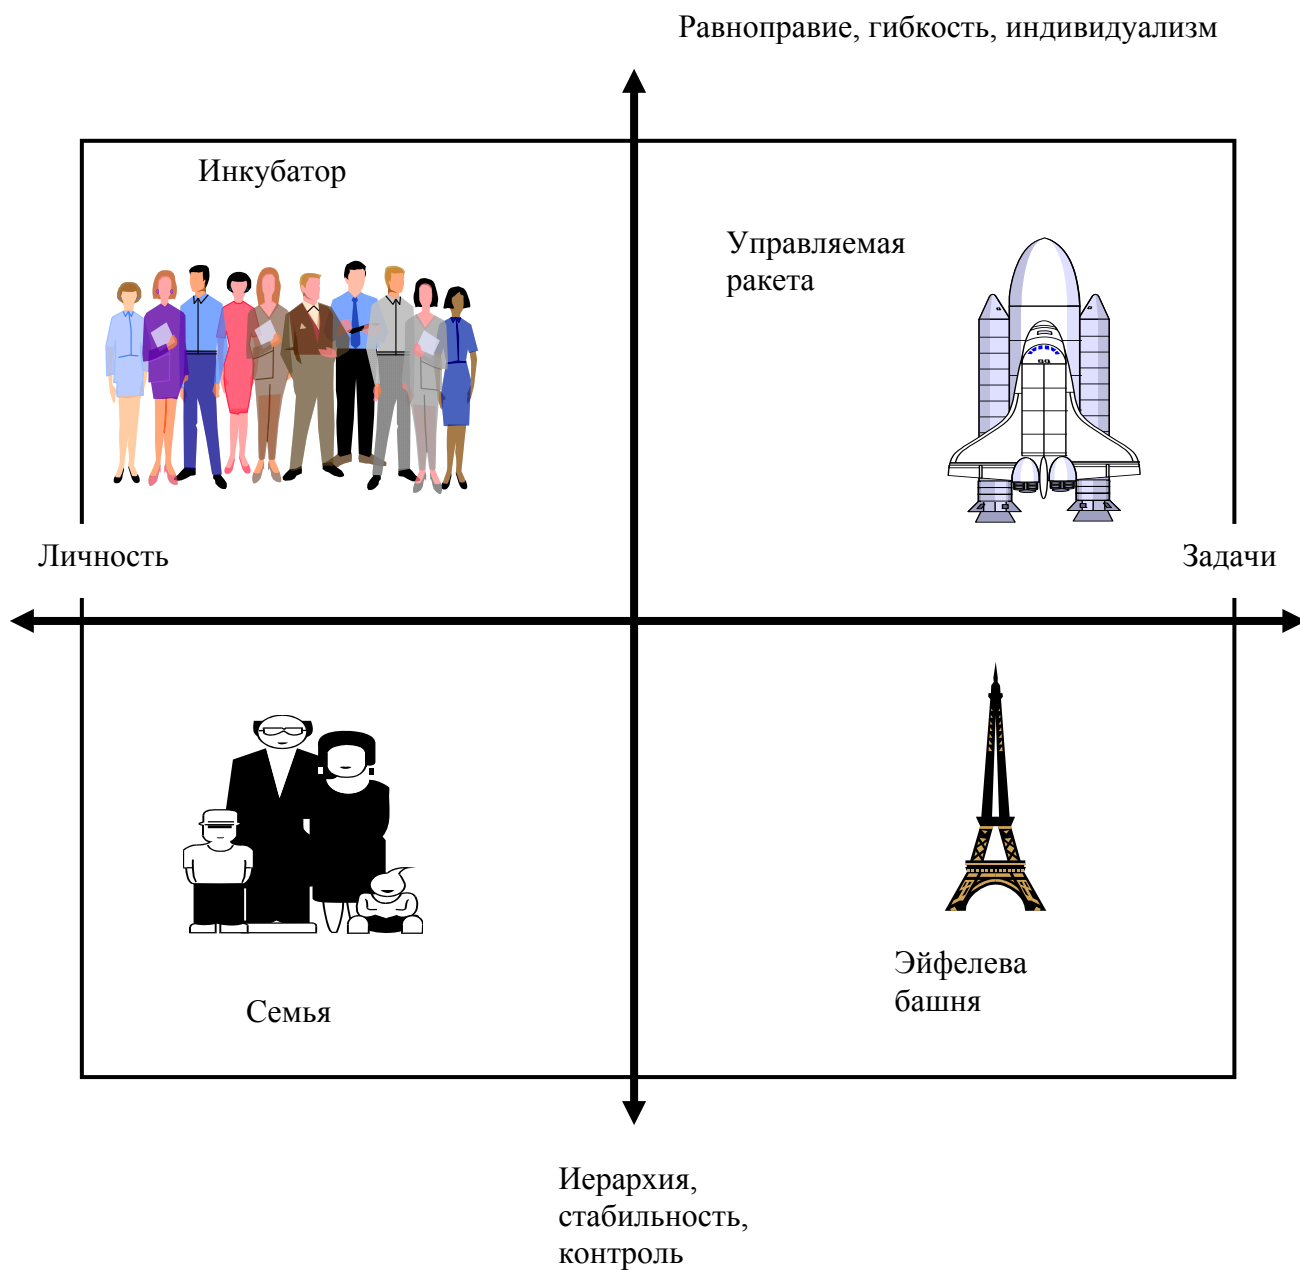 Равноправие, гибкость, индивидуализм
Инкубатор
Управляемая
ракета
Личность
Задачи
Эйфелева
башня
Семья
Иерархия,
стабильность,
контроль